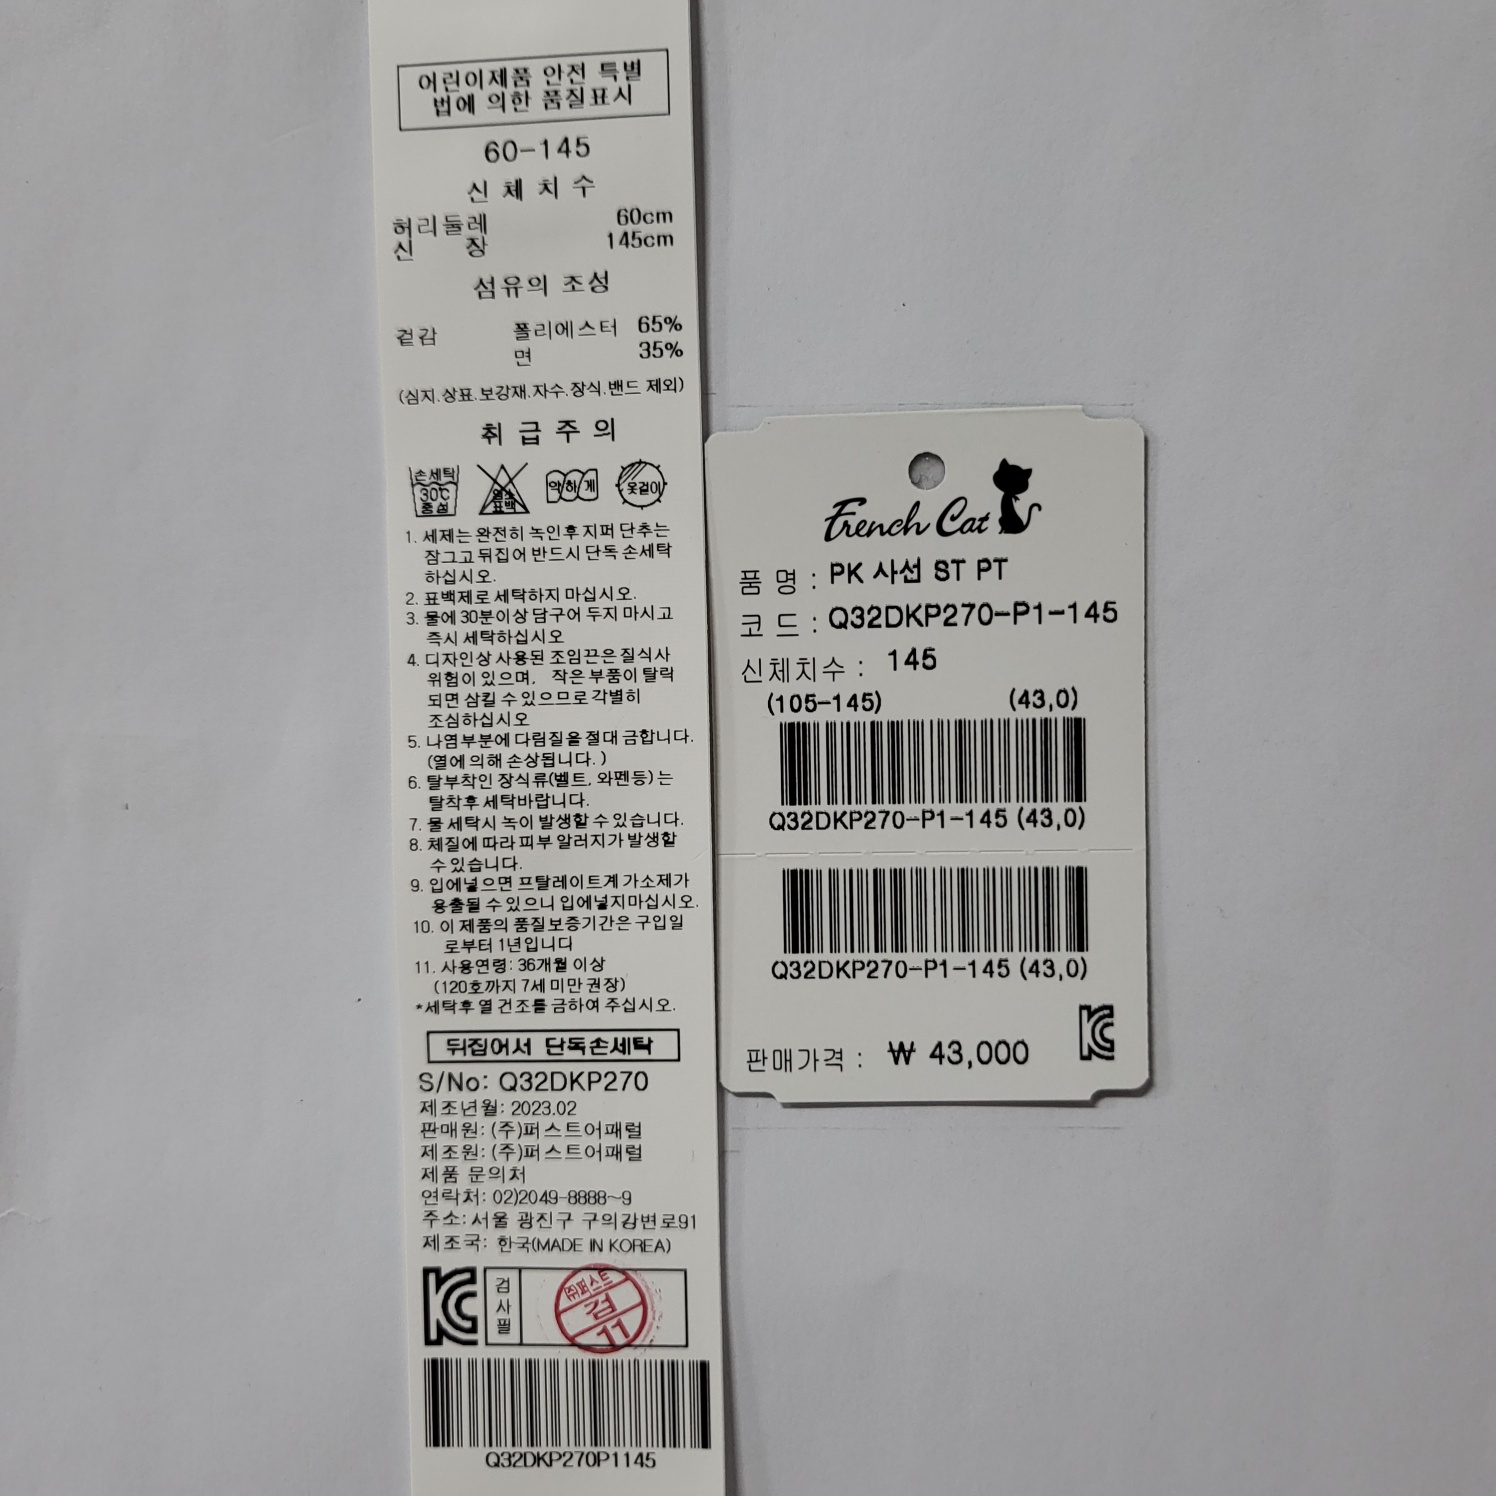 어린이제품 안전 특별
법에 의한 품질표시
60-145
신 체 치 수
허리둘레 60cm
신 장 145cm
섬유의 조성
겉감 폴리에스터 65%
면 35%
(심지.상표.보강재.자수.장식.밴드 제외)
취 급 주 의
손세탁
30℃
중성
염소
표백
약하게
옷걸이
1. 세제는 완전히 녹인후 지퍼 단추는
잠그고 뒤집어 반드시 단독 손세탁
하십시오.
2. 표백제로 세탁하지 마십시오.
3. 물에 30분이상 담구어 두지 마시고
즉시 세탁하십시오
4. 디자인상 사용된 조임끈은 질식사
위험이 있으며, 작은 부품이 탈락
되면 삼킬 수 있으므로 각별히
조심하십시오
5. 나염부분에 다림질을 절대 금합니다.
(열에 의해 손상됩니다. )
6. 탈부착인 장식류(벨트, 와펜등) 는
탈착후 세탁바랍니다.
7. 물 세탁시 녹이 발생할 수 있습니다.
8. 체질에 따라 피부 알러지가 발생할
수 있습니다.
9. 입에넣으면 프탈레이트계 가소제가
용출될 수 있으니 입에넣지마십시오.
10. 이 제품의 품질보증기간은 구입일
로부터 1년입니다
11. 사용연령: 36개월 이상
(120호까지 7세 미만 권장)
*세탁후 열 건조를 금하여 주십시오.
뒤집어서 단독손세탁
S/No: Q32DKP270
제조년월: 2023.02
판매원: (주)퍼스트어패럴
제조원: (주)퍼스트어패럴
제품 문의처
연락처: 02)2049-8888~9
주소: 서울 광진구 구의강변로91
제조국: 한국(MADE IN KOREA)
KC
검사필
(주)퍼스트
검
11
Q32DKP270P1145
French Cat
품 명 : PK 사선 ST PT
코 드 : Q32DKP270-P1-145
신체치수 : 145
(105-145) (43,0)
Q32DKP270-P1-145 (43,0)
Q32DKP270-P1-145 (43,0)
KC
판매가격 : ₩ 43,000